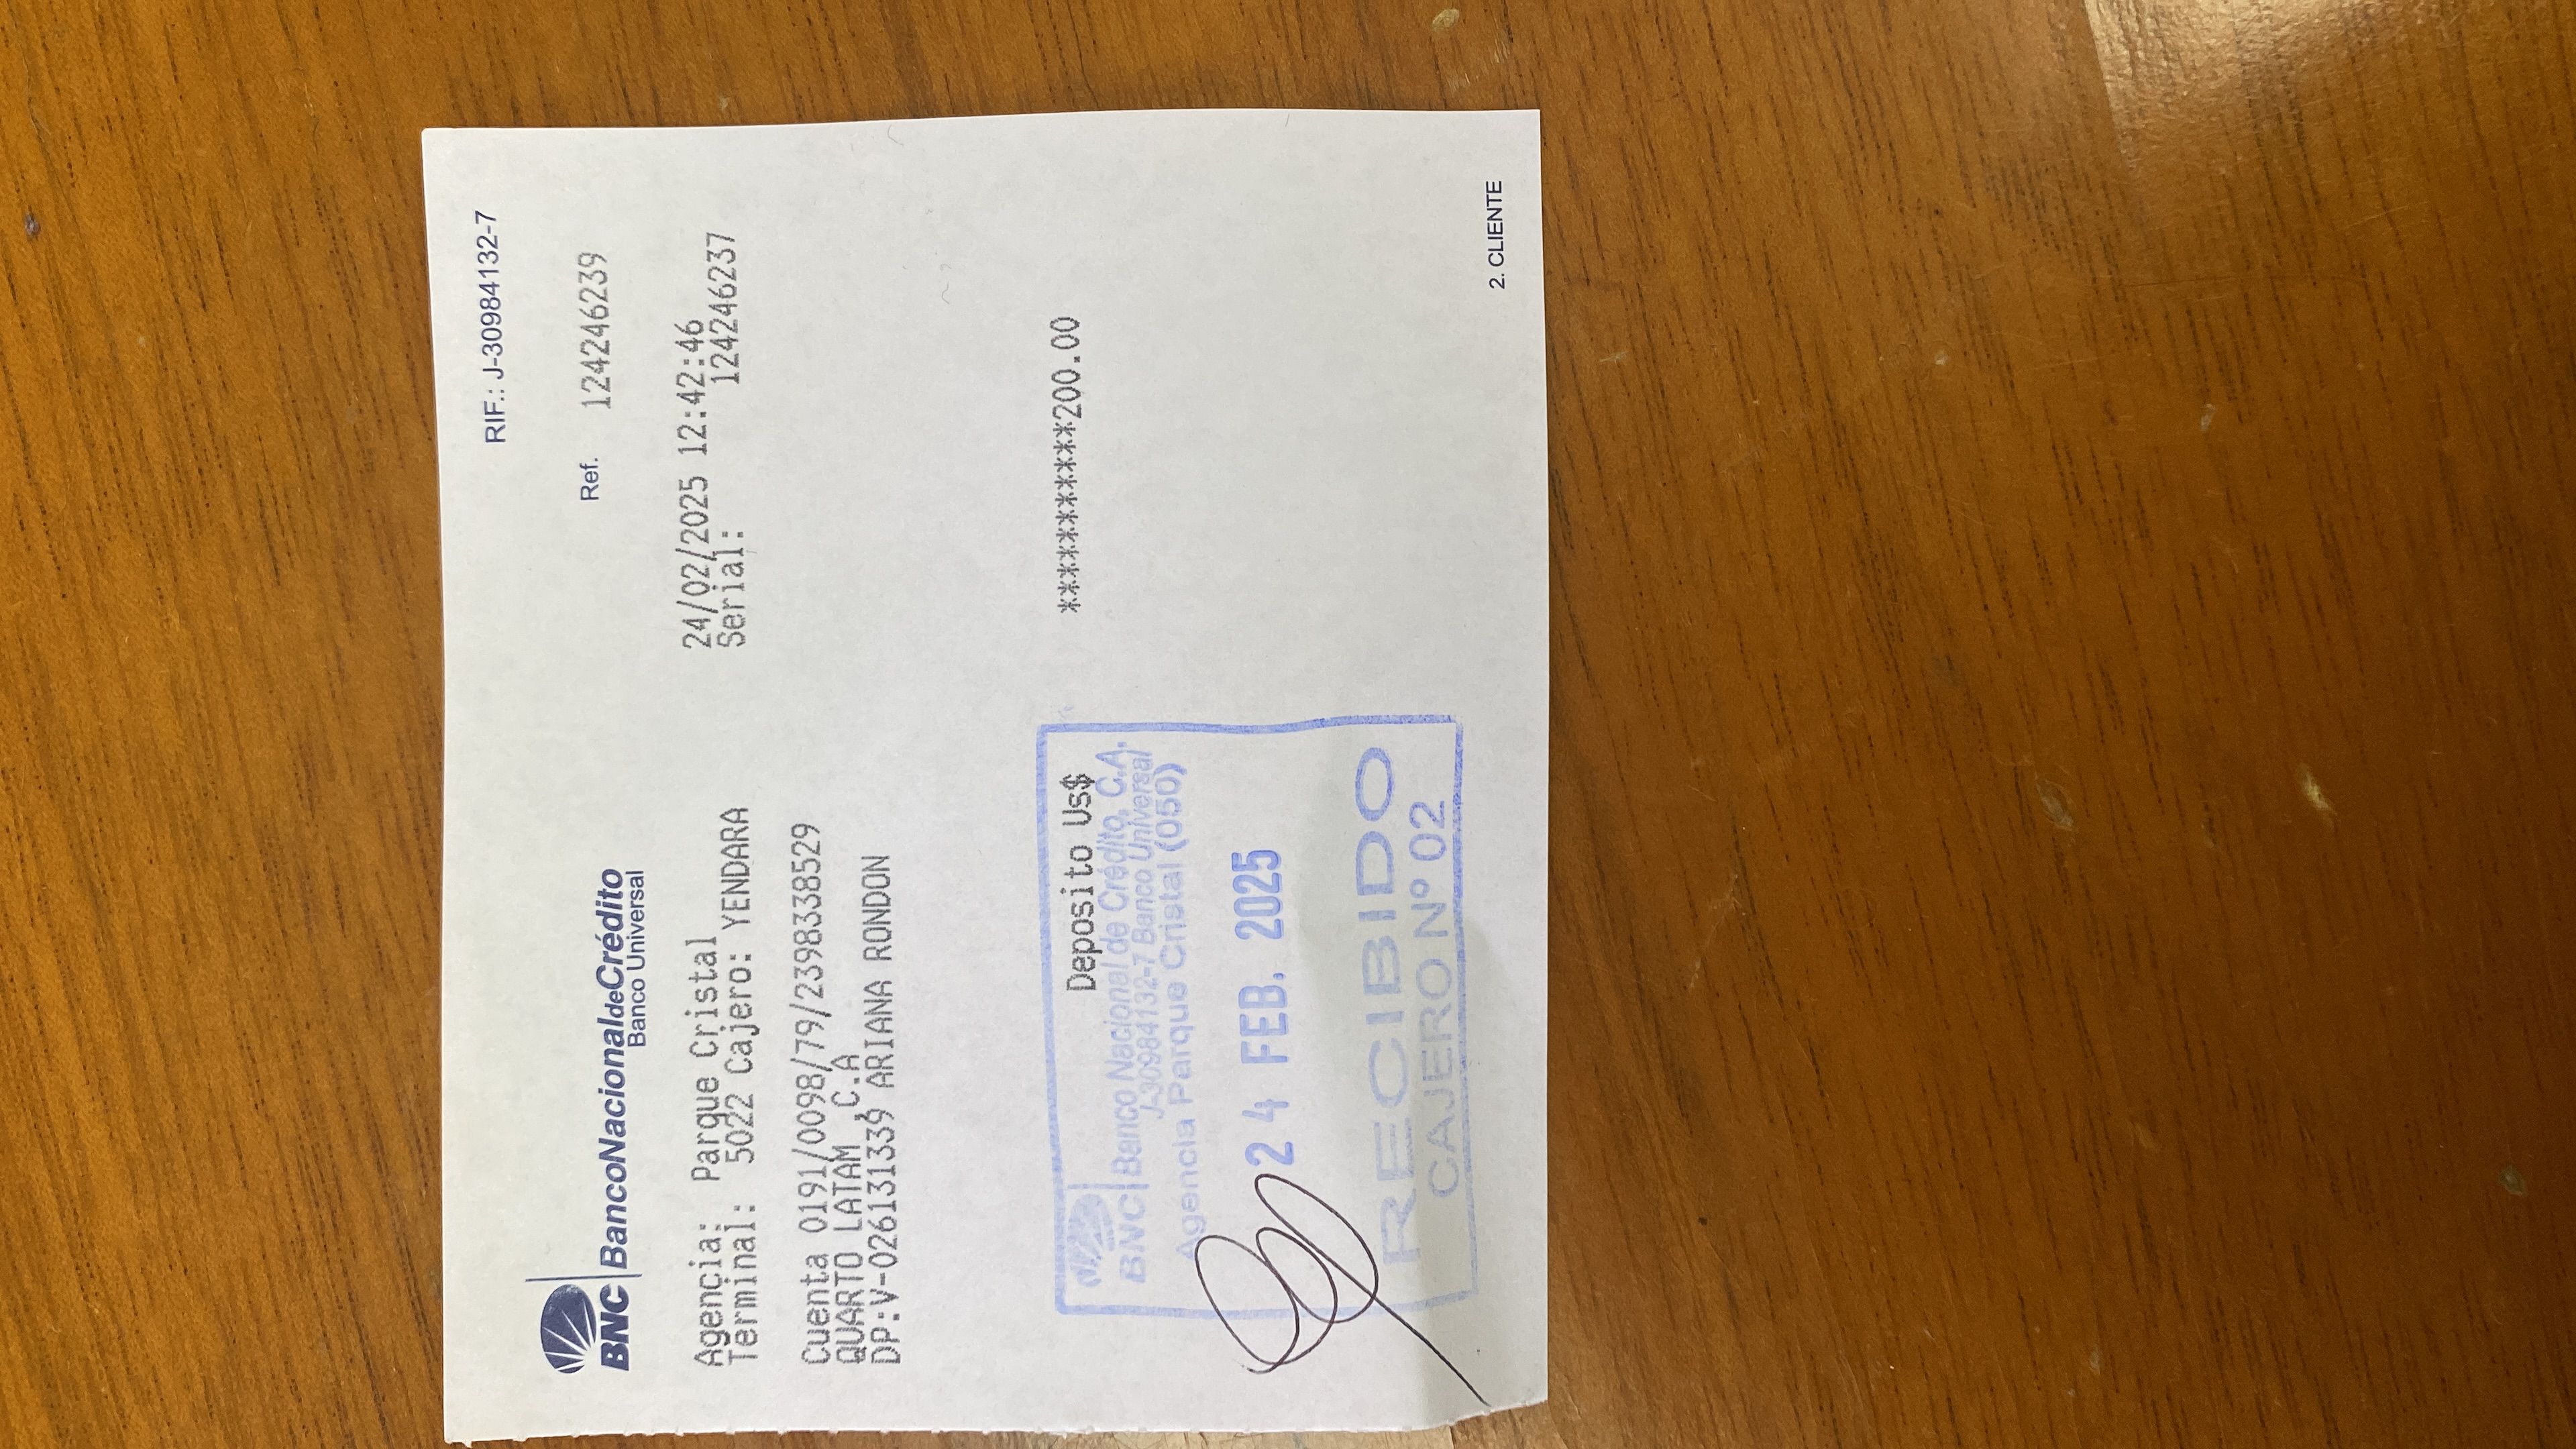 RIF.: J-30984132-7
BNC BancoNacionaldeCrédito
Banco Universal
Ref. 124246239
Agencia: Parque Cristal 24/02/2025 12:42:46
Terminal: 5022 Cajero: YENDARA Serial: 124246237
Cuenta 0191/0098/79/2398338529
QUARTO LATAM ,C.A
DP:V-026131339 ARIANA RONDON
Deposito Us$ ***********200.00
BNC Banco Nacional de Crédito, C.A.
J-30984132-7 Banco Universal
Agencia Parque Cristal (050)
24 FEB. 2025
RECIBIDO
CAJERO Nº 02
2. CLIENTE